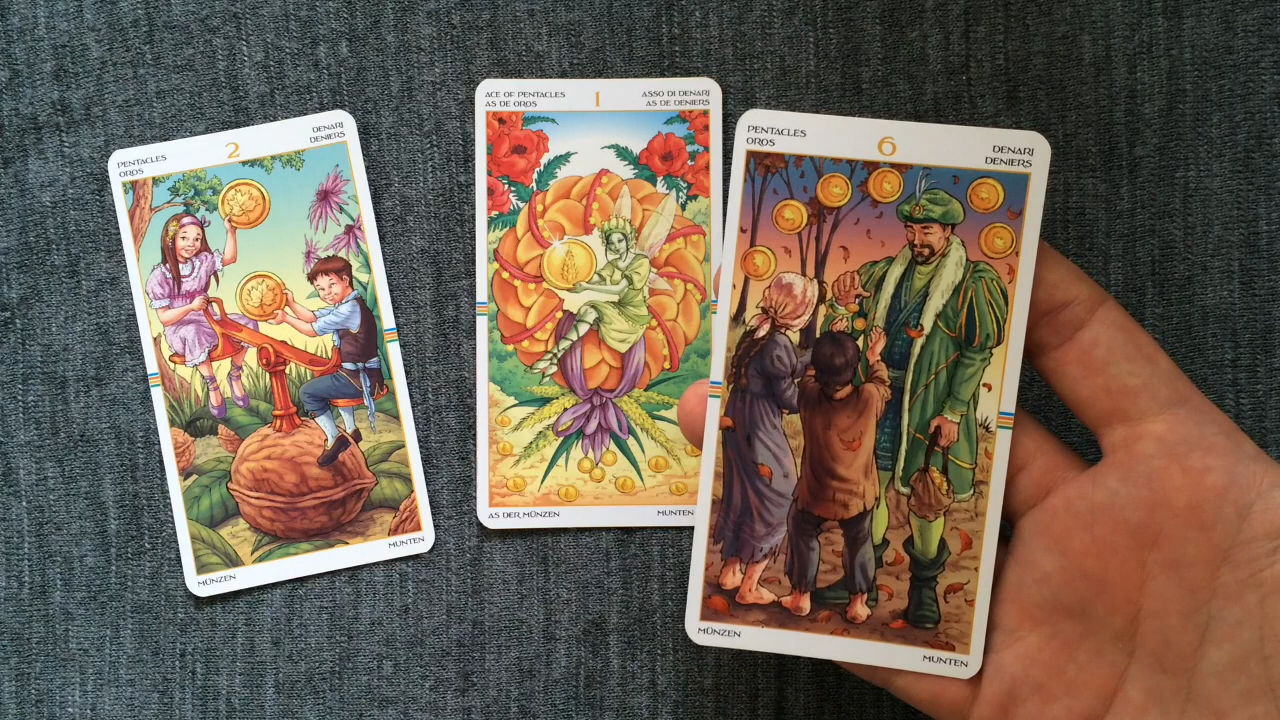 PENTACLES
OROS
2
DENARI
DENIERS
MÜNZEN
MUNTEN
ACE OF PENTACLES
AS DE OROS
1
ASSO DI DENARI
AS DE DENIERS
AS DER MÜNZEN
MUNTEN
PENTACLES
OROS
6
DENARI
DENIERS
MÜNZEN
MUNTEN